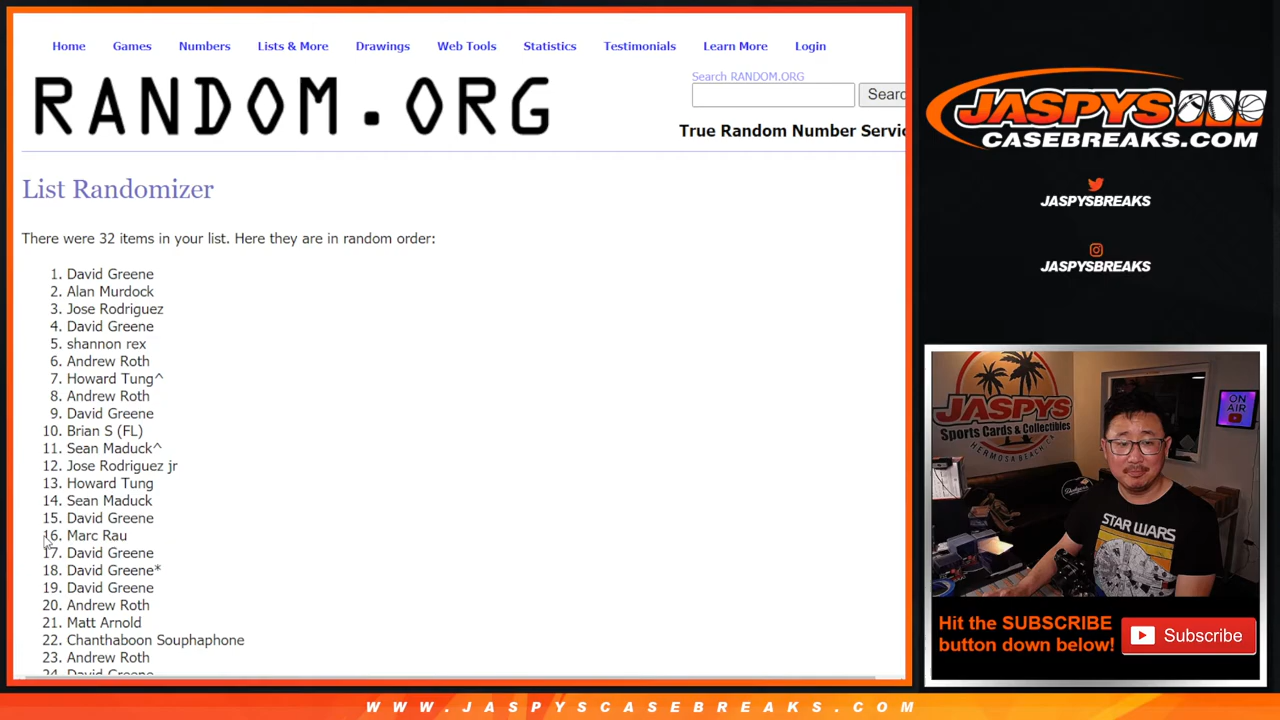 Home Games Numbers Lists & More Drawings Web Tools Statistics Testimonials Learn More Login
RANDOM.ORG
Search RANDOM.ORG
Searc
True Random Number Servic
List Randomizer
There were 32 items in your list. Here they are in random order:
1. David Greene
2. Alan Murdock
3. Jose Rodriguez
4. David Greene
5. shannon rex
6. Andrew Roth
7. Howard Tung^
8. Andrew Roth
9. David Greene
10. Brian S (FL)
11. Sean Maduck^
12. Jose Rodriguez jr
13. Howard Tung
14. Sean Maduck
15. David Greene
16. Marc Rau
17. David Greene
18. David Greene*
19. David Greene
20. Andrew Roth
21. Matt Arnold
22. Chanthaboon Souphaphone
23. Andrew Roth
24. David Greene
JASPYS
CASEBREAKS.COM
JASPYSBREAKS
JASPYSBREAKS
JASPYS
Sports Cards & Collectibles
HERMOSA BEACH, CA
ON
AIR
STAR WARS
Hit the SUBSCRIBE
button down below!
Subscribe
WWW.JASPYSCASEBREAKS.COM